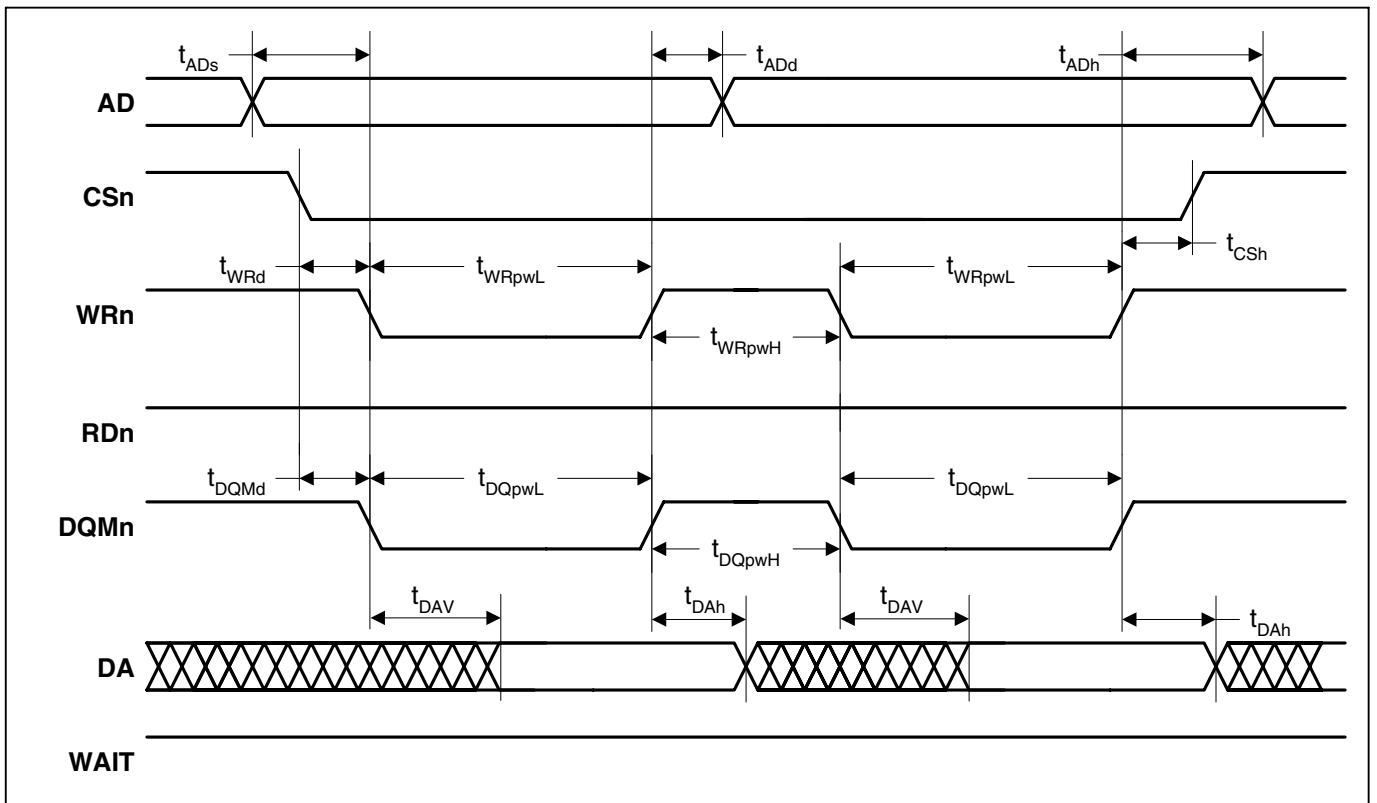 tADs
tADd
tADh
AD
CSn
tCSh
tWRd
tWRpwL
tWRpwL
WRn
tWRpwH
RDn
tDQMd
tDQpwL
tDQpwL
DQMn
tDQpwH
tDAV
tDAh
tDAV
tDAh
DA
WAIT